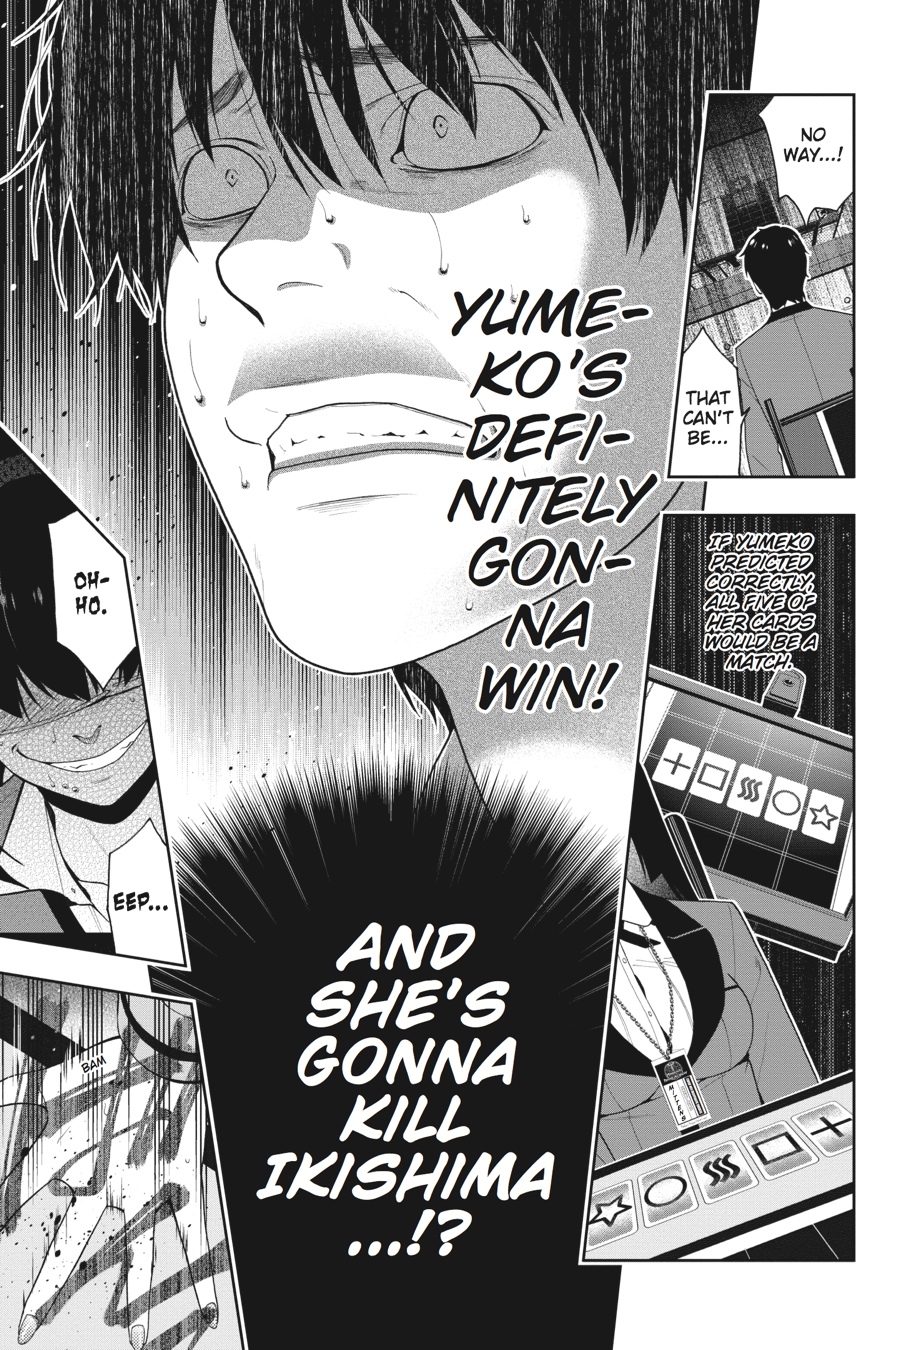 NO
WAY...!
THAT
CAN'T
BE...
IF YUMEKO
PREDICTED
CORRECTLY,
ALL FIVE OF
HER CARDS
WOULD BE A
MATCH.
MITTENS
YUME-
KO'S
DEFI-
NITELY
GON-
NA
WIN!
AND
SHE'S
GONNA
KILL
IKISHIMA
...!?
OH-
HO.
EEP...
BAM